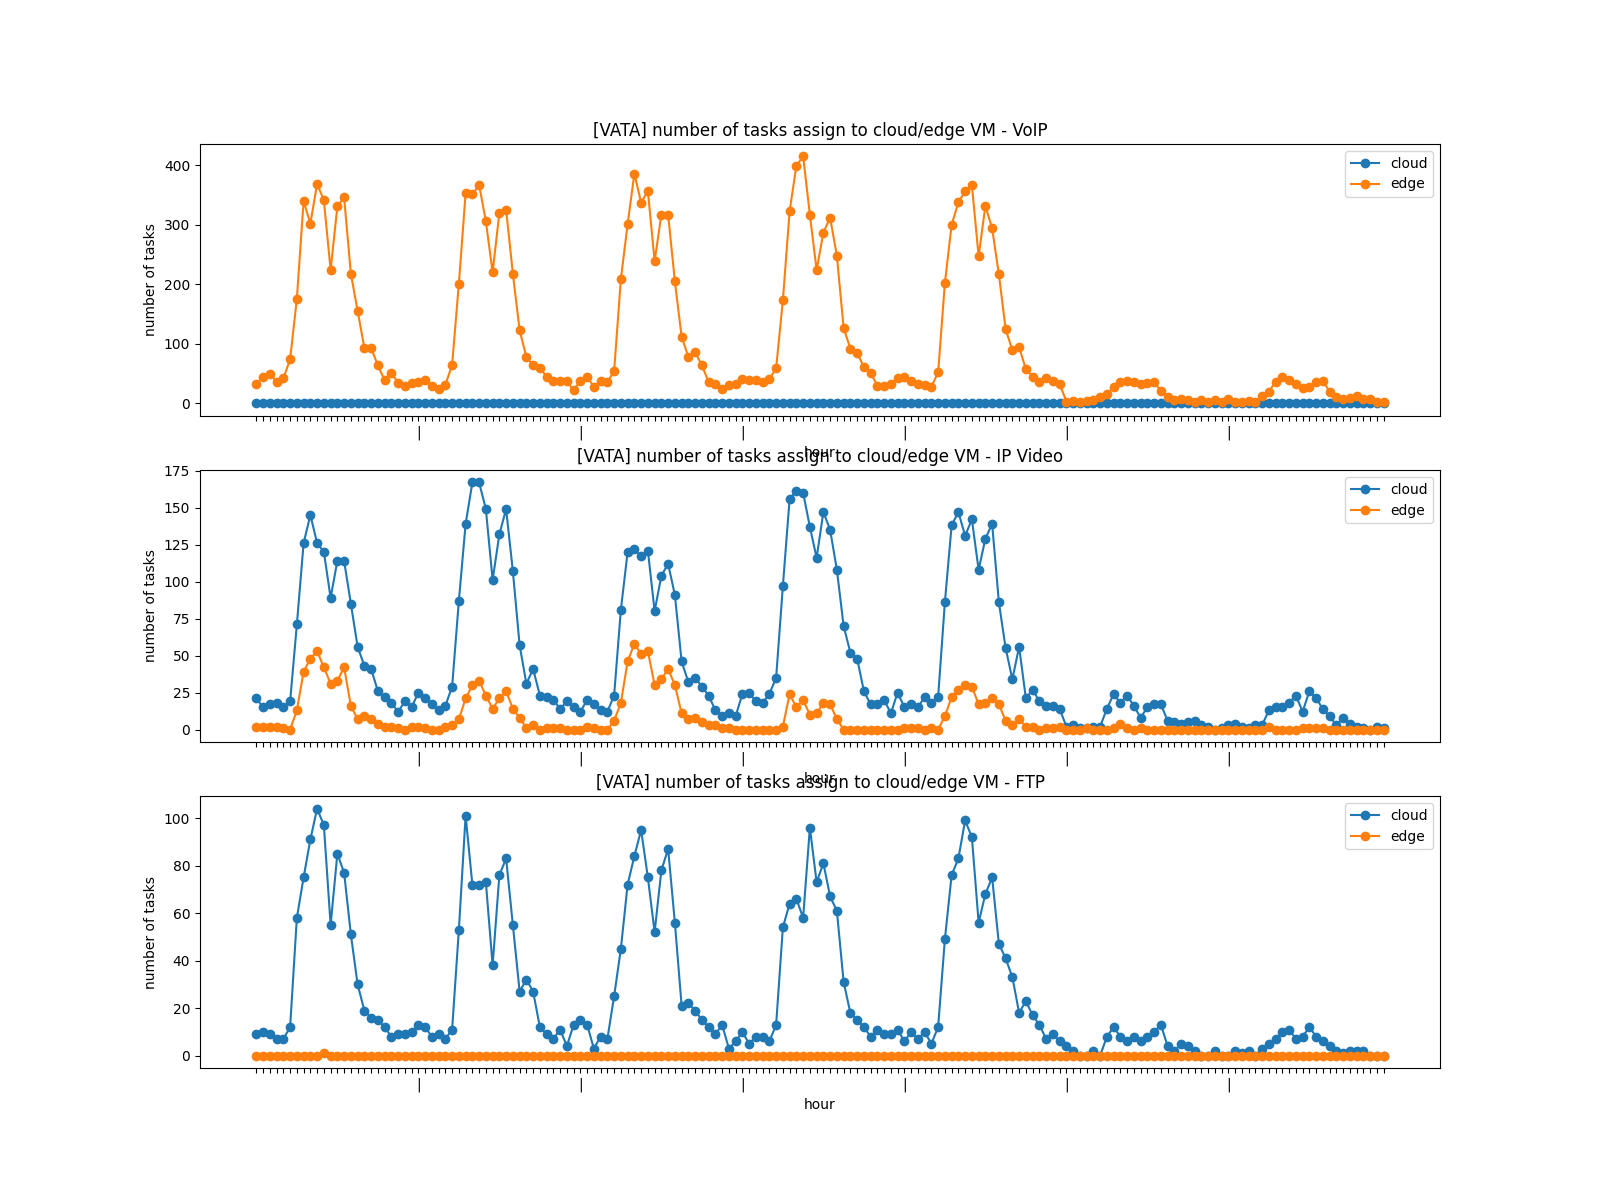 [VATA] number of tasks assign to cloud/edge VM - VoIP
number of tasks
400
300
200
100
0
cloud
edge
hour
[VATA] number of tasks assign to cloud/edge VM - IP Video
number of tasks
175
150
125
100
75
50
25
0
cloud
edge
hour
[VATA] number of tasks assign to cloud/edge VM - FTP
number of tasks
100
80
60
40
20
0
cloud
edge
hour